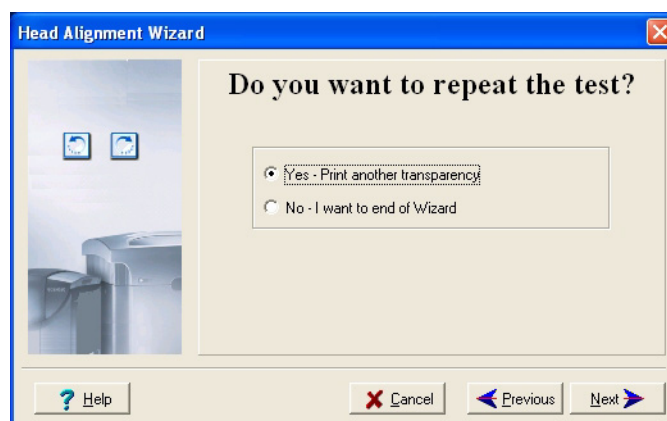 Head Alignment Wizard
Do you want to repeat the test?
Yes - Print another transparency
No - I want to end of Wizard
Help
Cancel
Previous
Next